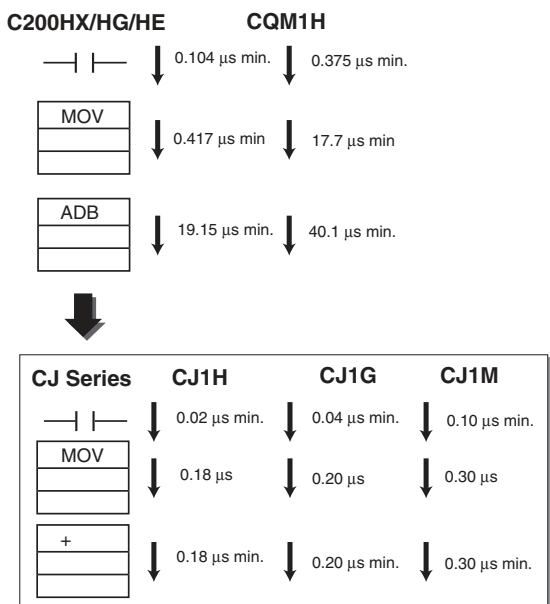 C200HX/HG/HE CQM1H
0.104 μs min. 0.375 μs min.
MOV
0.417 μs min 17.7 μs min
ADB
19.15 μs min. 40.1 μs min.
CJ Series CJ1H CJ1G CJ1M
0.02 μs min. 0.04 μs min. 0.10 μs min.
MOV
0.18 μs 0.20 μs 0.30 μs
+
0.18 μs min. 0.20 μs min. 0.30 μs min.